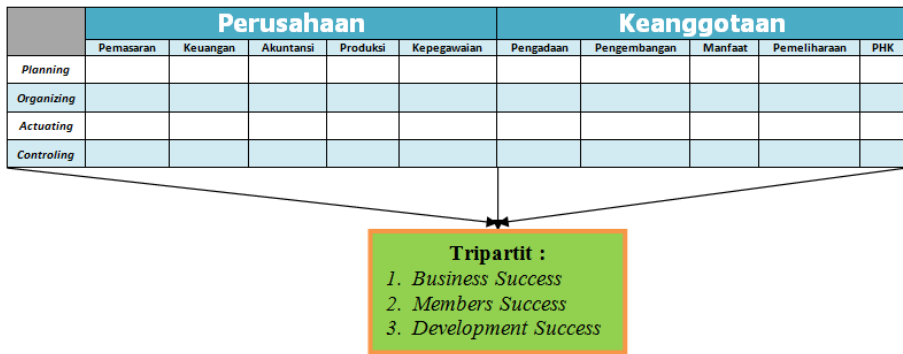 Perusahaan Keanggotaan
Pemasaran Keuangan Akuntansi Produksi Kepegawaian Pengadaan Pengembangan Manfaat Pemeliharaan PHK
Planning
Organizing
Actuating
Controling
Tripartit :
1. Business Success
2. Members Success
3. Development Success